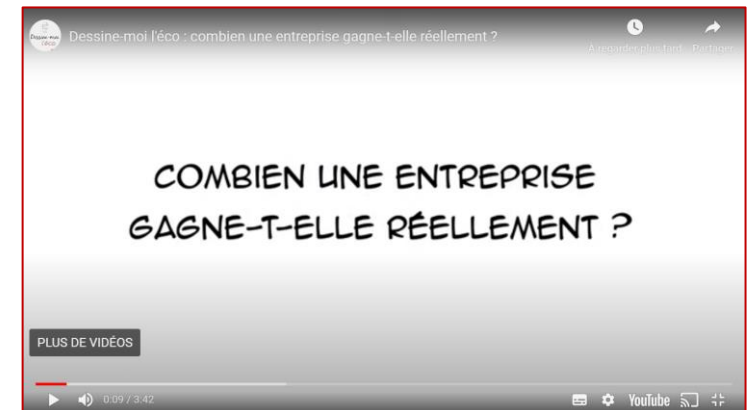 Dessine-moi l'éco : combien une entreprise gagne-t-elle réellement ?
À regarder plus tard
Partager
COMBIEN UNE ENTREPRISE
GAGNE-T-ELLE RÉELLEMENT ?
PLUS DE VIDÉOS
0:09 / 3:42
YouTube